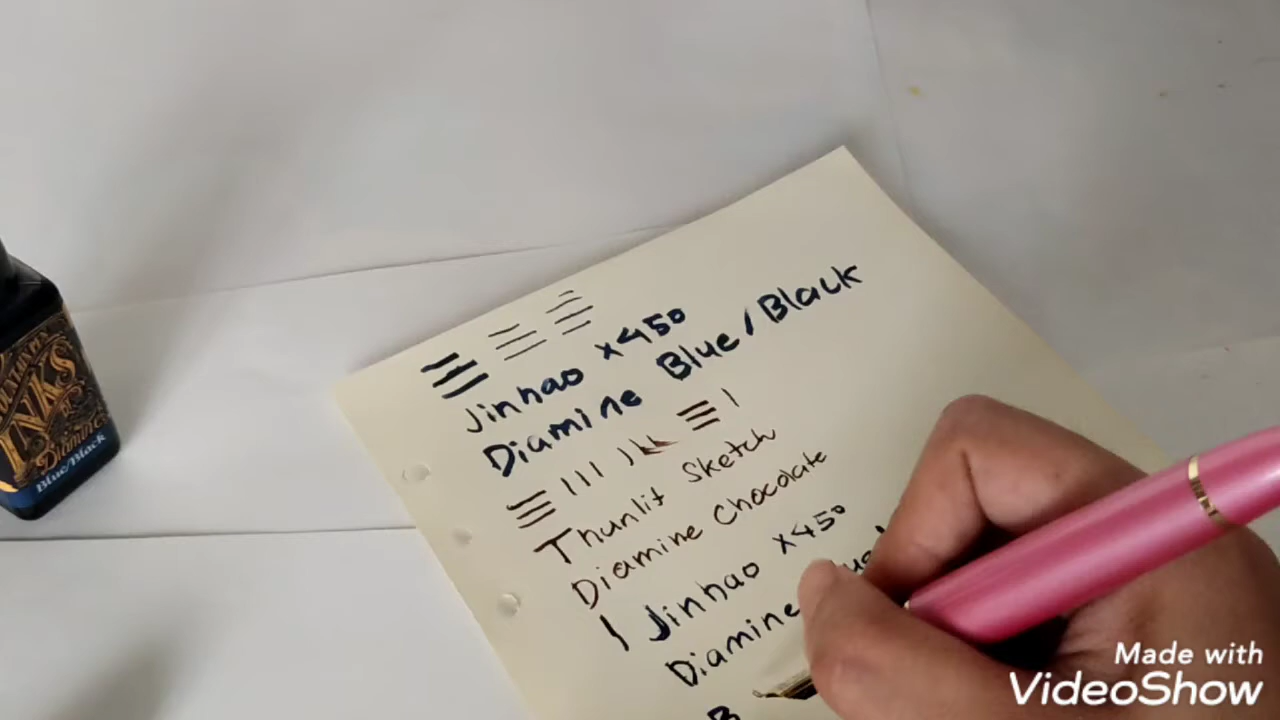 INKS
Diamine
Blue/Black
Jinhao x450
Diamine Blue/Black
Thunlit Sketch
Diamine Chocolate
Jinhao x450
Diamine
B
Made with
VideoShow